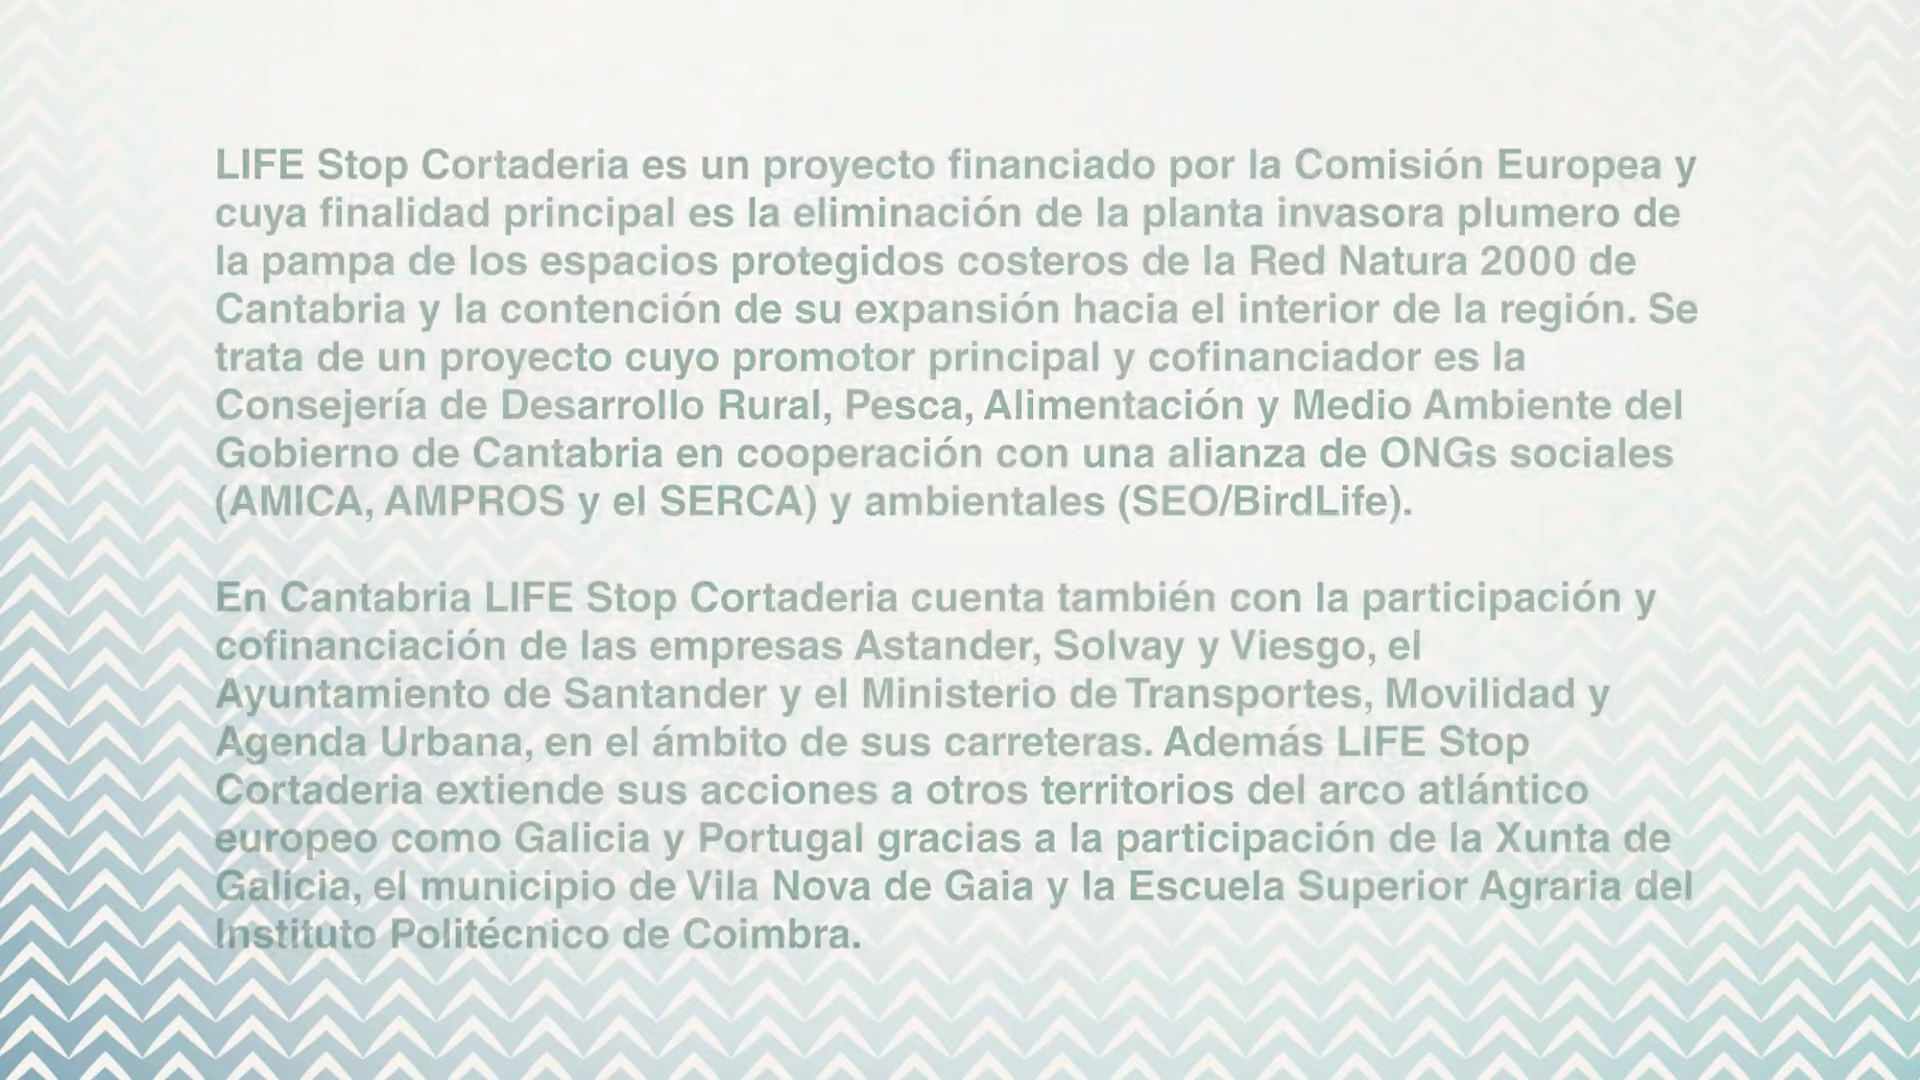 LIFE Stop Cortaderia es un proyecto financiado por la Comisión Europea y
cuya finalidad principal es la eliminación de la planta invasora plumero de
la pampa de los espacios protegidos costeros de la Red Natura 2000 de
Cantabria y la contención de su expansión hacia el interior de la región. Se
trata de un proyecto cuyo promotor principal y cofinanciador es la
Consejería de Desarrollo Rural, Pesca, Alimentación y Medio Ambiente del
Gobierno de Cantabria en cooperación con una alianza de ONGs sociales
(AMICA, AMPROS y el SERCA) y ambientales (SEO/BirdLife).
En Cantabria LIFE Stop Cortaderia cuenta también con la participación y
cofinanciación de las empresas Astander, Solvay y Viesgo, el
Ayuntamiento de Santander y el Ministerio de Transportes, Movilidad y
Agenda Urbana, en el ámbito de sus carreteras. Además LIFE Stop
Cortaderia extiende sus acciones a otros territorios del arco atlántico
europeo como Galicia y Portugal gracias a la participación de la Xunta de
Galicia, el municipio de Vila Nova de Gaia y la Escuela Superior Agraria del
Instituto Politécnico de Coimbra.